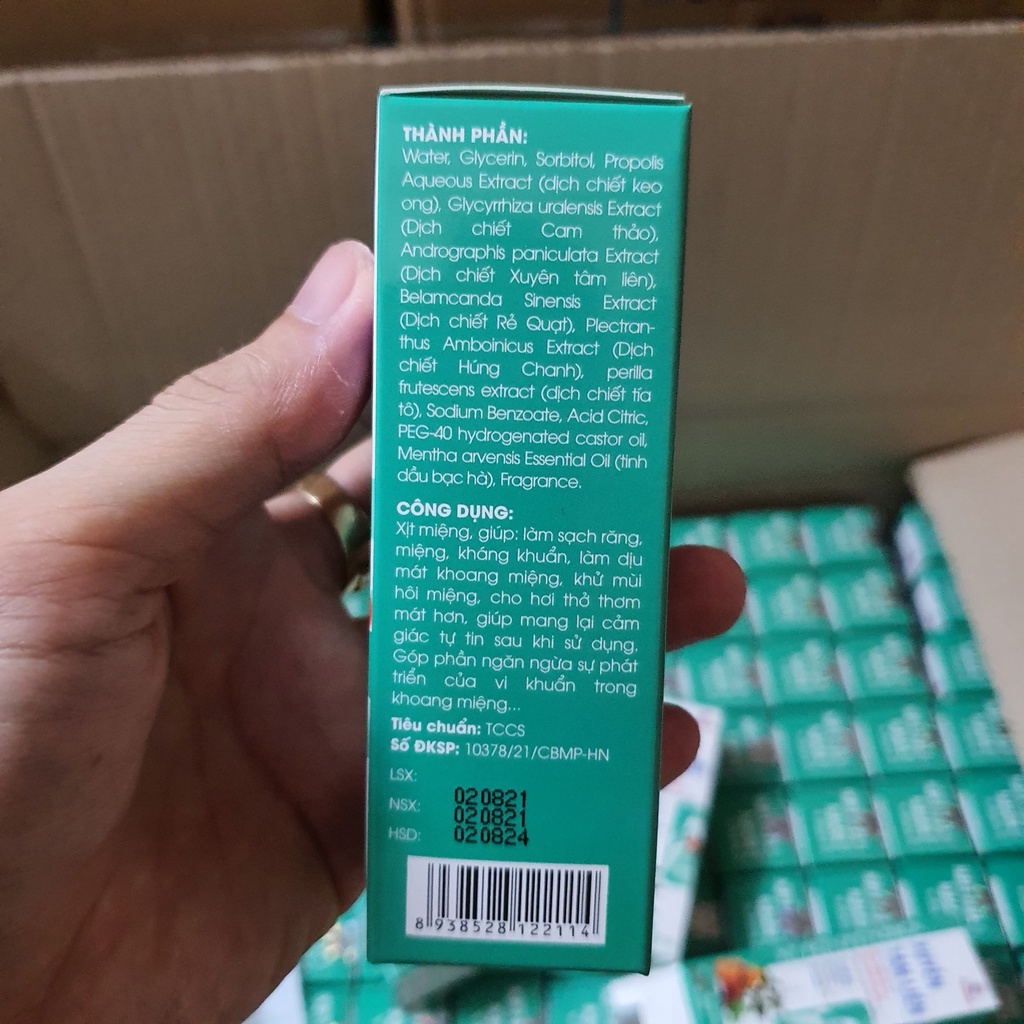 THÀNH PHẦN:
Water, Glycerin, Sorbitol, Propolis
Aqueous Extract (dịch chiết keo
ong), Glycyrrhiza uralensis Extract
(Dịch chiết Cam thảo),
Andrographis paniculata Extract
(Dịch chiết Xuyên tâm liên),
Belamcanda Sinensis Extract
(Dịch chiết Rẻ Quạt), Plectran-
thus Amboinicus Extract (Dịch
chiết Húng Chanh), perilla
frutescens extract (dịch chiết tía
tô), Sodium Benzoate, Acid Citric,
PEG-40 hydrogenated castor oil,
Mentha arvensis Essential Oil (tinh
dầu bạc hà), Fragrance.
CÔNG DỤNG:
Xịt miệng, giúp: làm sạch răng,
miệng, kháng khuẩn, làm dịu
mát khoang miệng, khử mùi
hôi miệng, cho hơi thở thơm
mát hơn, giúp mang lại cảm
giác tự tin sau khi sử dụng.
Góp phần ngăn ngừa sự phát
triển của vi khuẩn trong
khoang miệng...
Tiêu chuẩn: TCCS
Số ĐKSP: 10378/21/CBMP-HN
LSX: 020821
NSX: 020821
HSD: 020824
8 938528 122114
XUYÊN
TÂM LIÊN